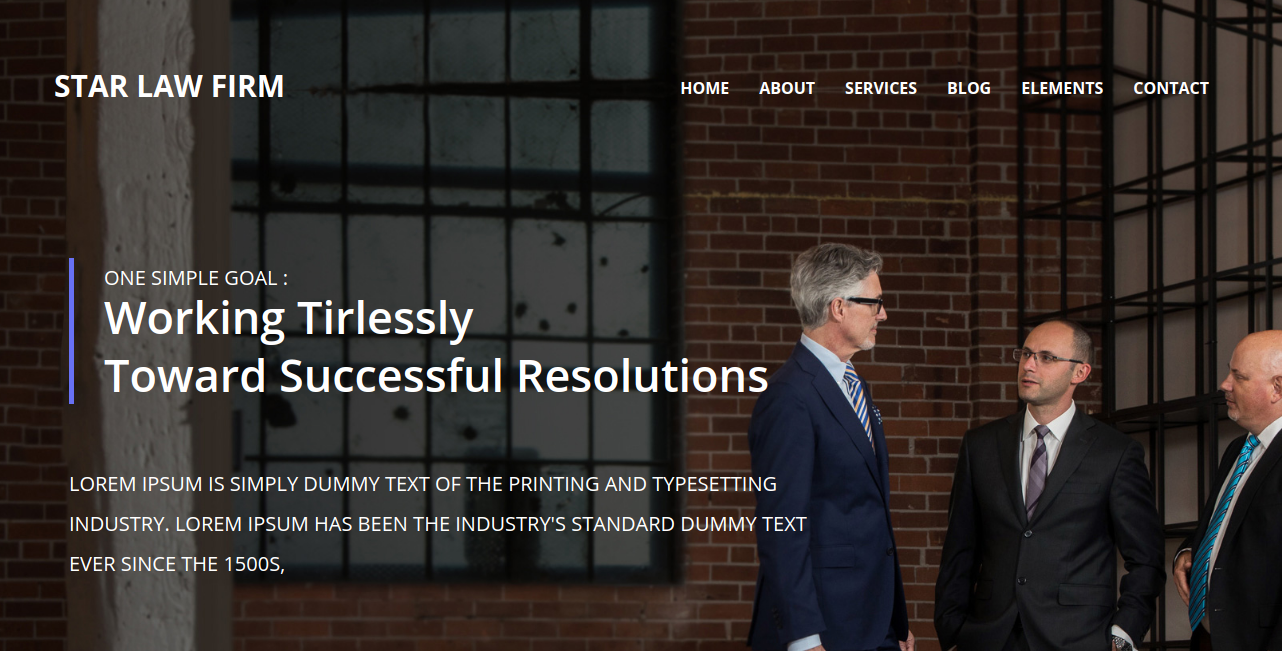 STAR LAW FIRM
HOME ABOUT SERVICES BLOG ELEMENTS CONTACT
ONE SIMPLE GOAL :
Working Tirlessly
Toward Successful Resolutions
LOREM IPSUM IS SIMPLY DUMMY TEXT OF THE PRINTING AND TYPESETTING
INDUSTRY. LOREM IPSUM HAS BEEN THE INDUSTRY'S STANDARD DUMMY TEXT
EVER SINCE THE 1500S,